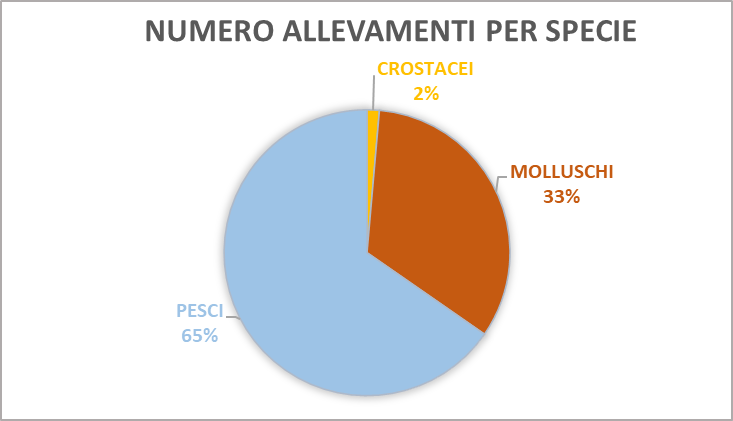 NUMERO ALLEVAMENTI PER SPECIE
CROSTACEI
2%
MOLLUSCHI
33%
PESCI
65%